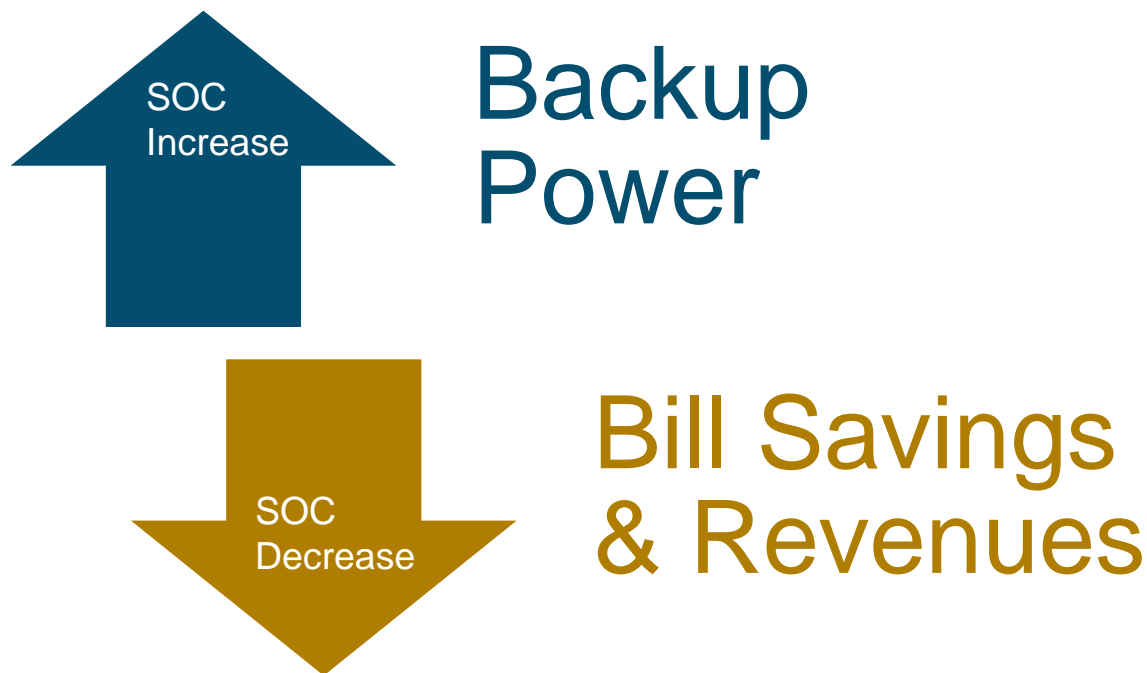 SOC
Increase
Backup
Power
SOC
Decrease
Bill Savings
& Revenues